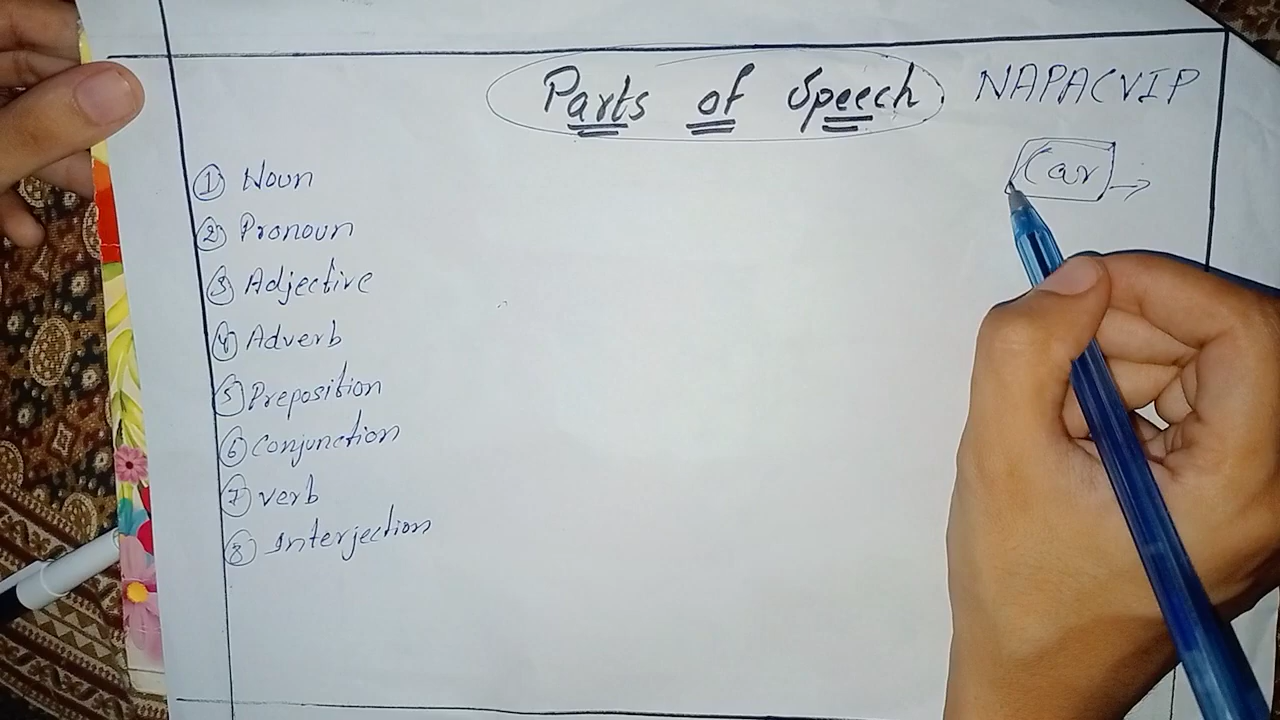 Parts of Speech. NAPACVIP
Car →
① Noun
② Pronoun
③ Adjective
④ Adverb
⑤ Preposition
⑥ Conjunction
⑦ verb
⑧ Interjection